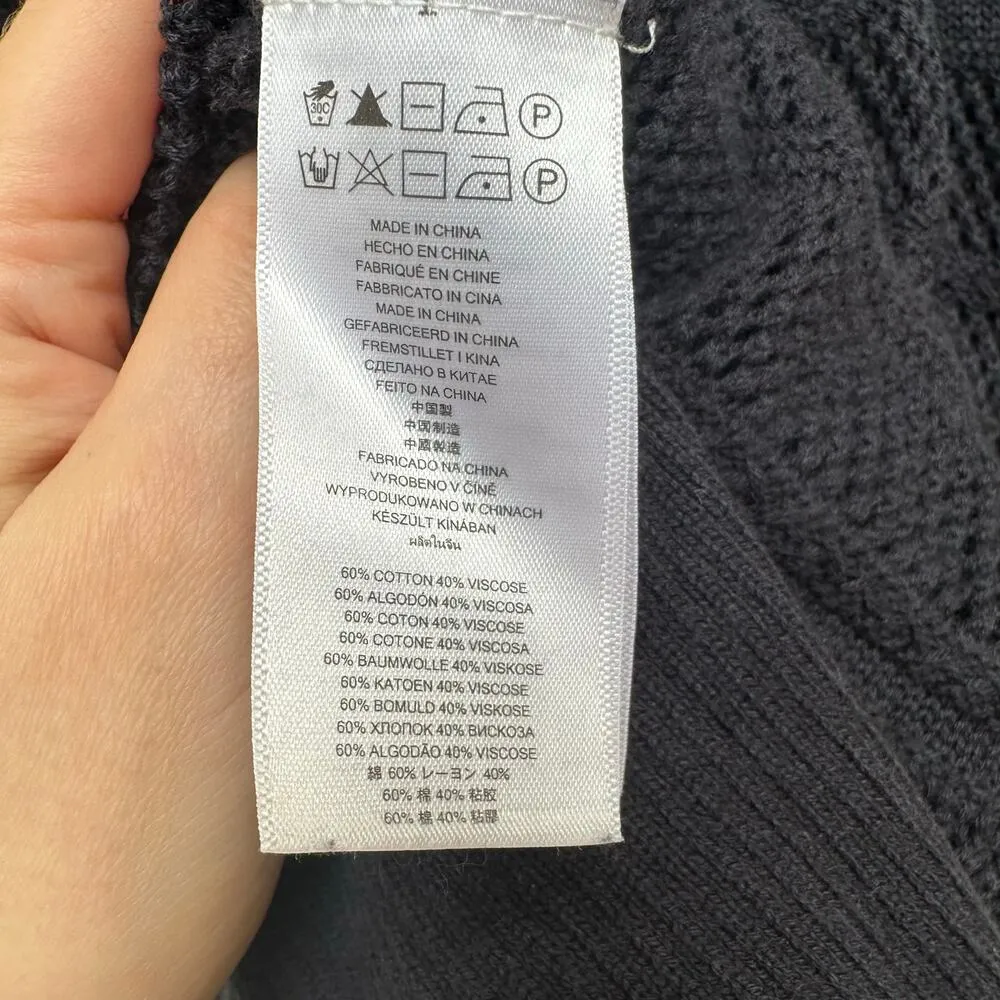 30C
P
P
MADE IN CHINA
HECHO EN CHINA
FABRIQUÉ EN CHINE
FABBRICATO IN CINA
MADE IN CHINA
GEFABRICEERD IN CHINA
FREMSTILLET I KINA
СДЕЛАНО В КИТАЕ
FEITO NA CHINA
中国製
中国制造
中國製造
FABRICADO NA CHINA
VYROBENO V ČÍNĚ
WYPRODUKOWANO W CHINACH
KÉSZÜLT KÍNÁBAN
ผลิตในจีน
60% COTTON 40% VISCOSE
60% ALGODÓN 40% VISCOSA
60% COTON 40% VISCOSE
60% COTONE 40% VISCOSA
60% BAUMWOLLE 40% VISKOSE
60% KATOEN 40% VISCOSE
60% BOMULD 40% VISKOSE
60% ХЛОПОК 40% ВИСКОЗА
60% ALGODÃO 40% VISCOSE
綿 60% レーヨン 40%
60% 棉 40% 粘胶
60% 棉 40% 粘膠